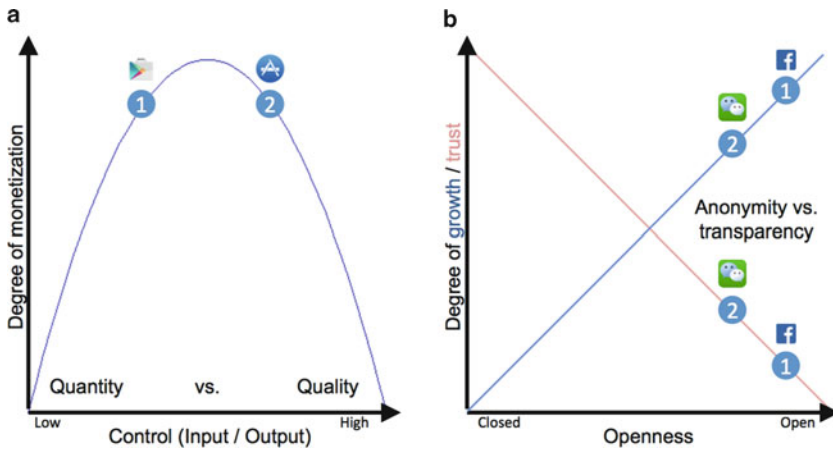 a
Degree of monetization
1
2
Quantity vs. Quality
Low
High
Control (Input / Output)
b
Degree of growth / trust
f
1
2
Anonymity vs.
transparency
2
f
1
Closed
Open
Openness